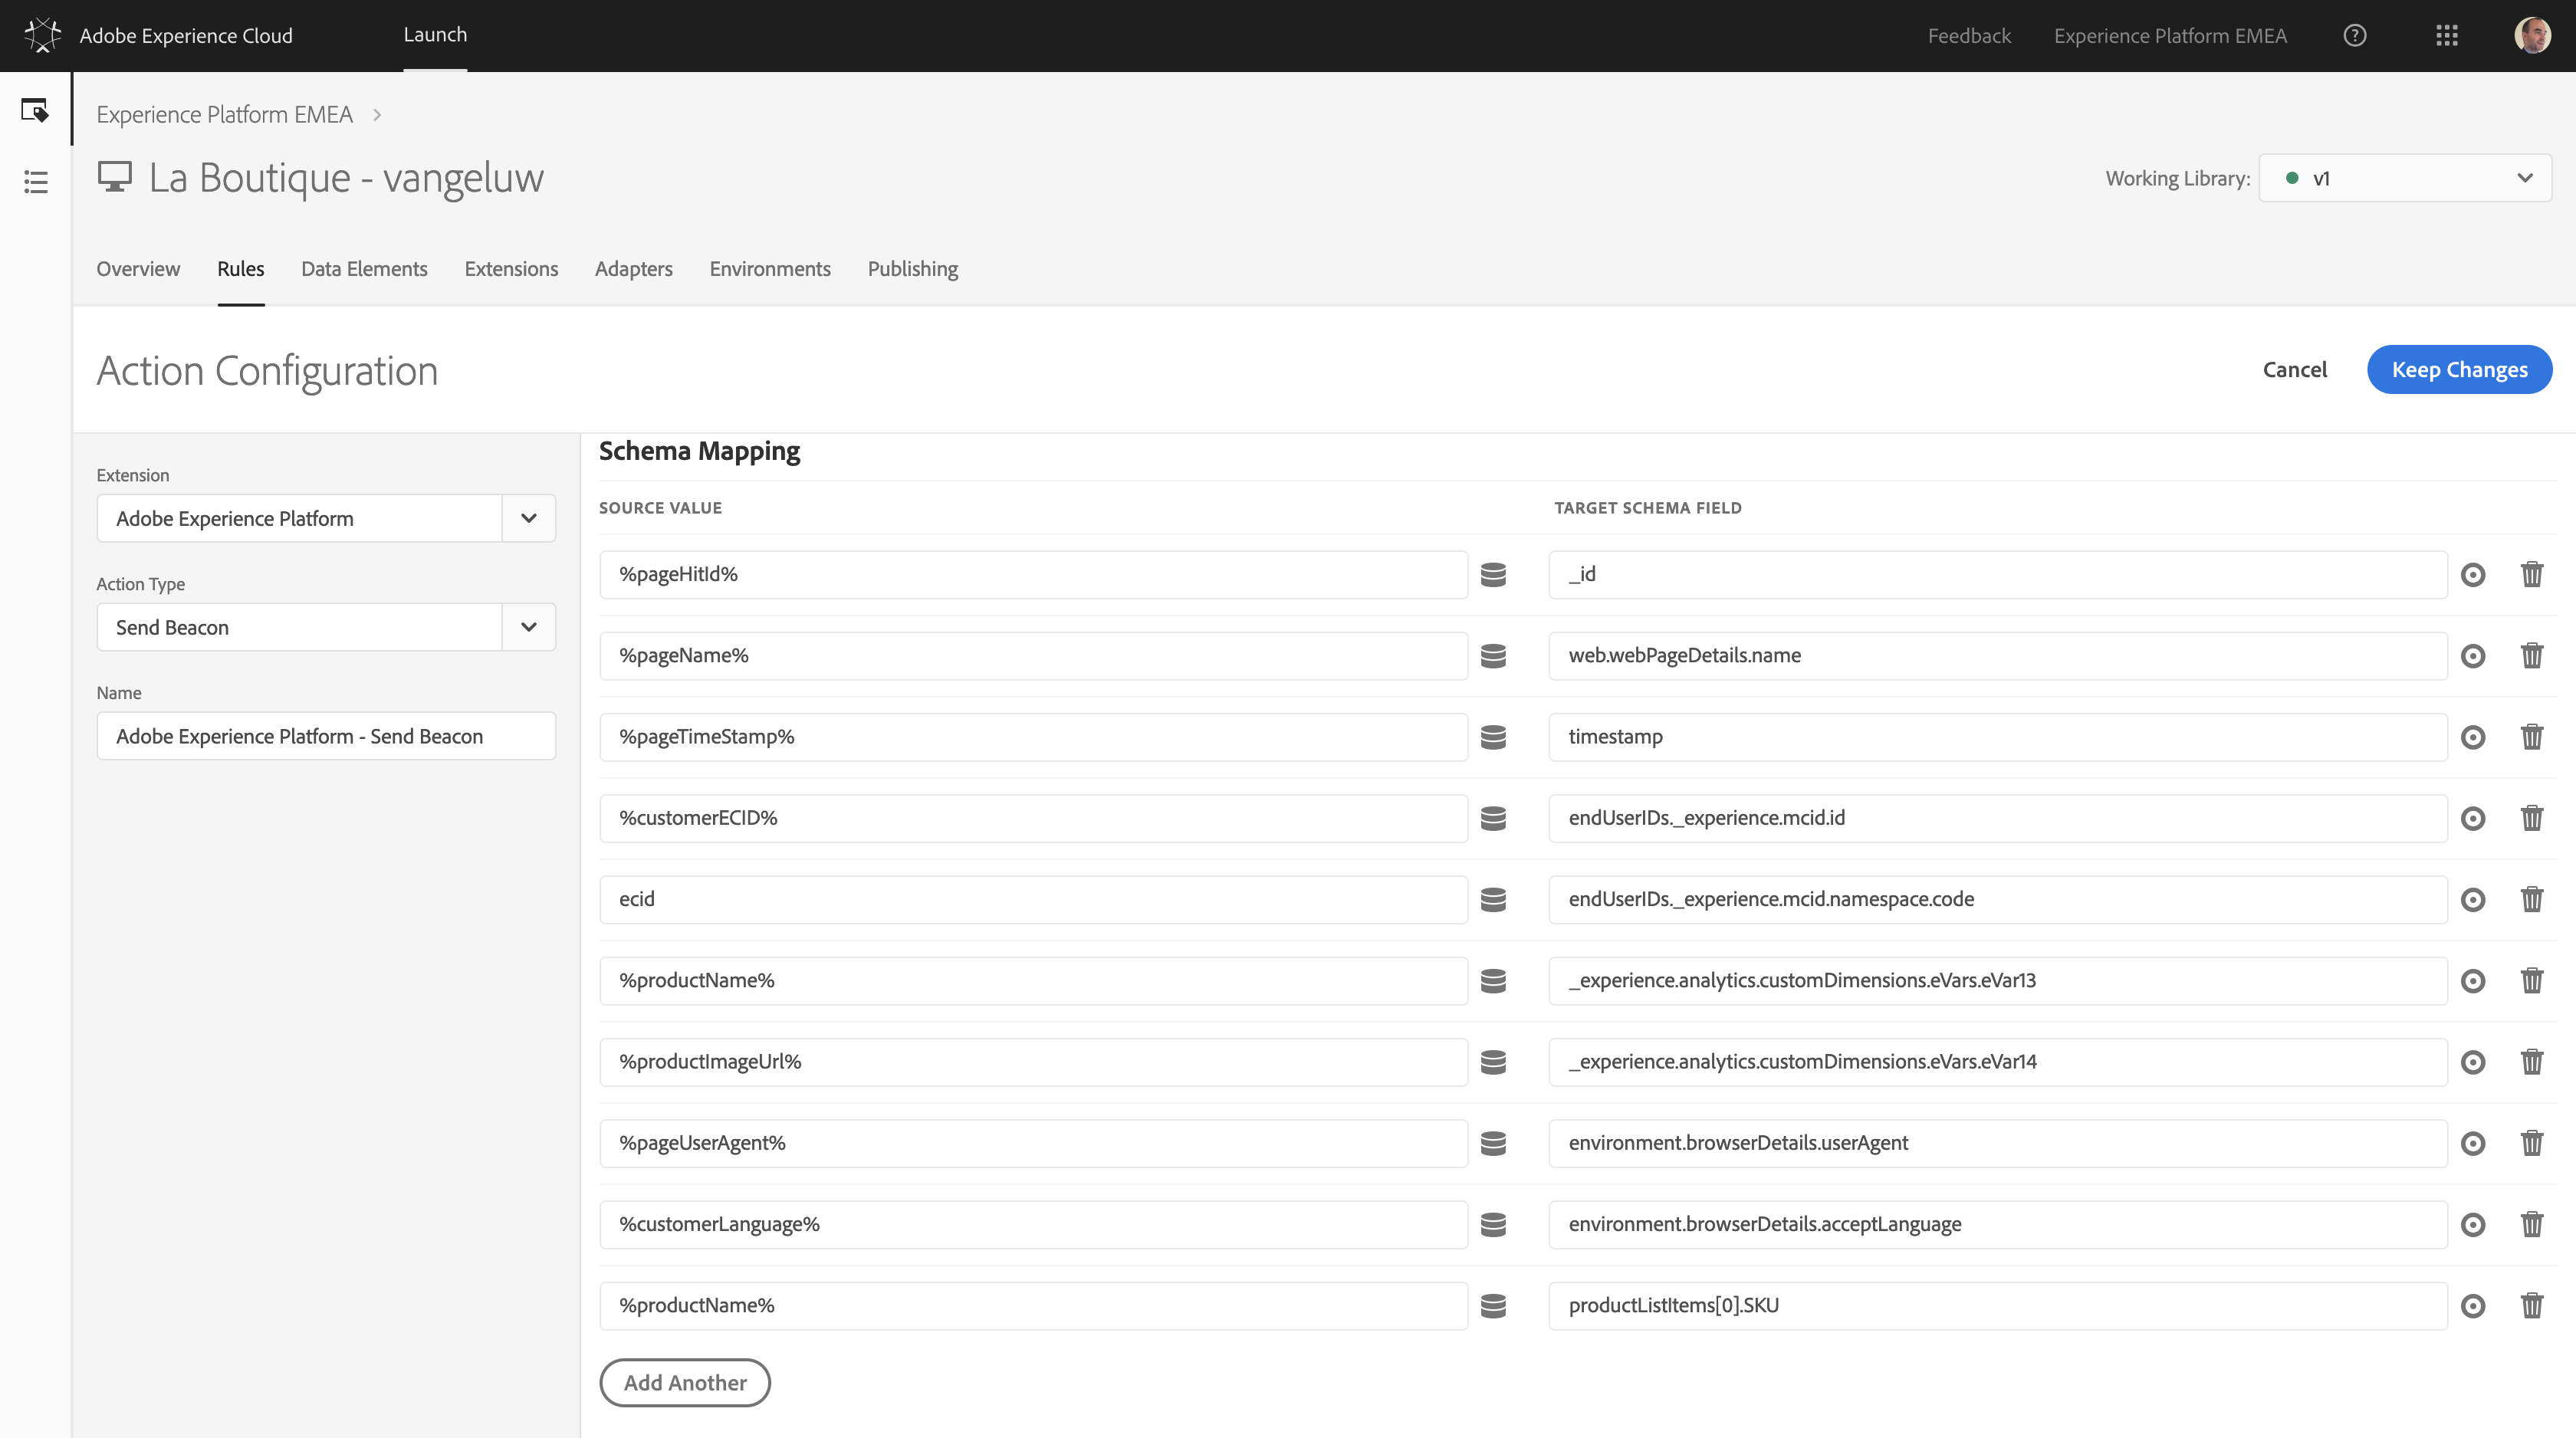 Adobe Experience Cloud
Launch
Feedback
Experience Platform EMEA
Experience Platform EMEA
La Boutique - vangeluw
Working Library:
v1
Overview
Rules
Data Elements
Extensions
Adapters
Environments
Publishing
Action Configuration
Cancel
Keep Changes
Extension
Adobe Experience Platform
Action Type
Send Beacon
Name
Adobe Experience Platform - Send Beacon
Schema Mapping
SOURCE VALUE
TARGET SCHEMA FIELD
%pageHitId%
_id
%pageName%
web.webPageDetails.name
%pageTimeStamp%
timestamp
%customerECID%
endUserIDs._experience.mcid.id
ecid
endUserIDs._experience.mcid.namespace.code
%productName%
_experience.analytics.customDimensions.eVars.eVar13
%productImageUrl%
_experience.analytics.customDimensions.eVars.eVar14
%pageUserAgent%
environment.browserDetails.userAgent
%customerLanguage%
environment.browserDetails.acceptLanguage
%productName%
productListItems[0].SKU
Add Another